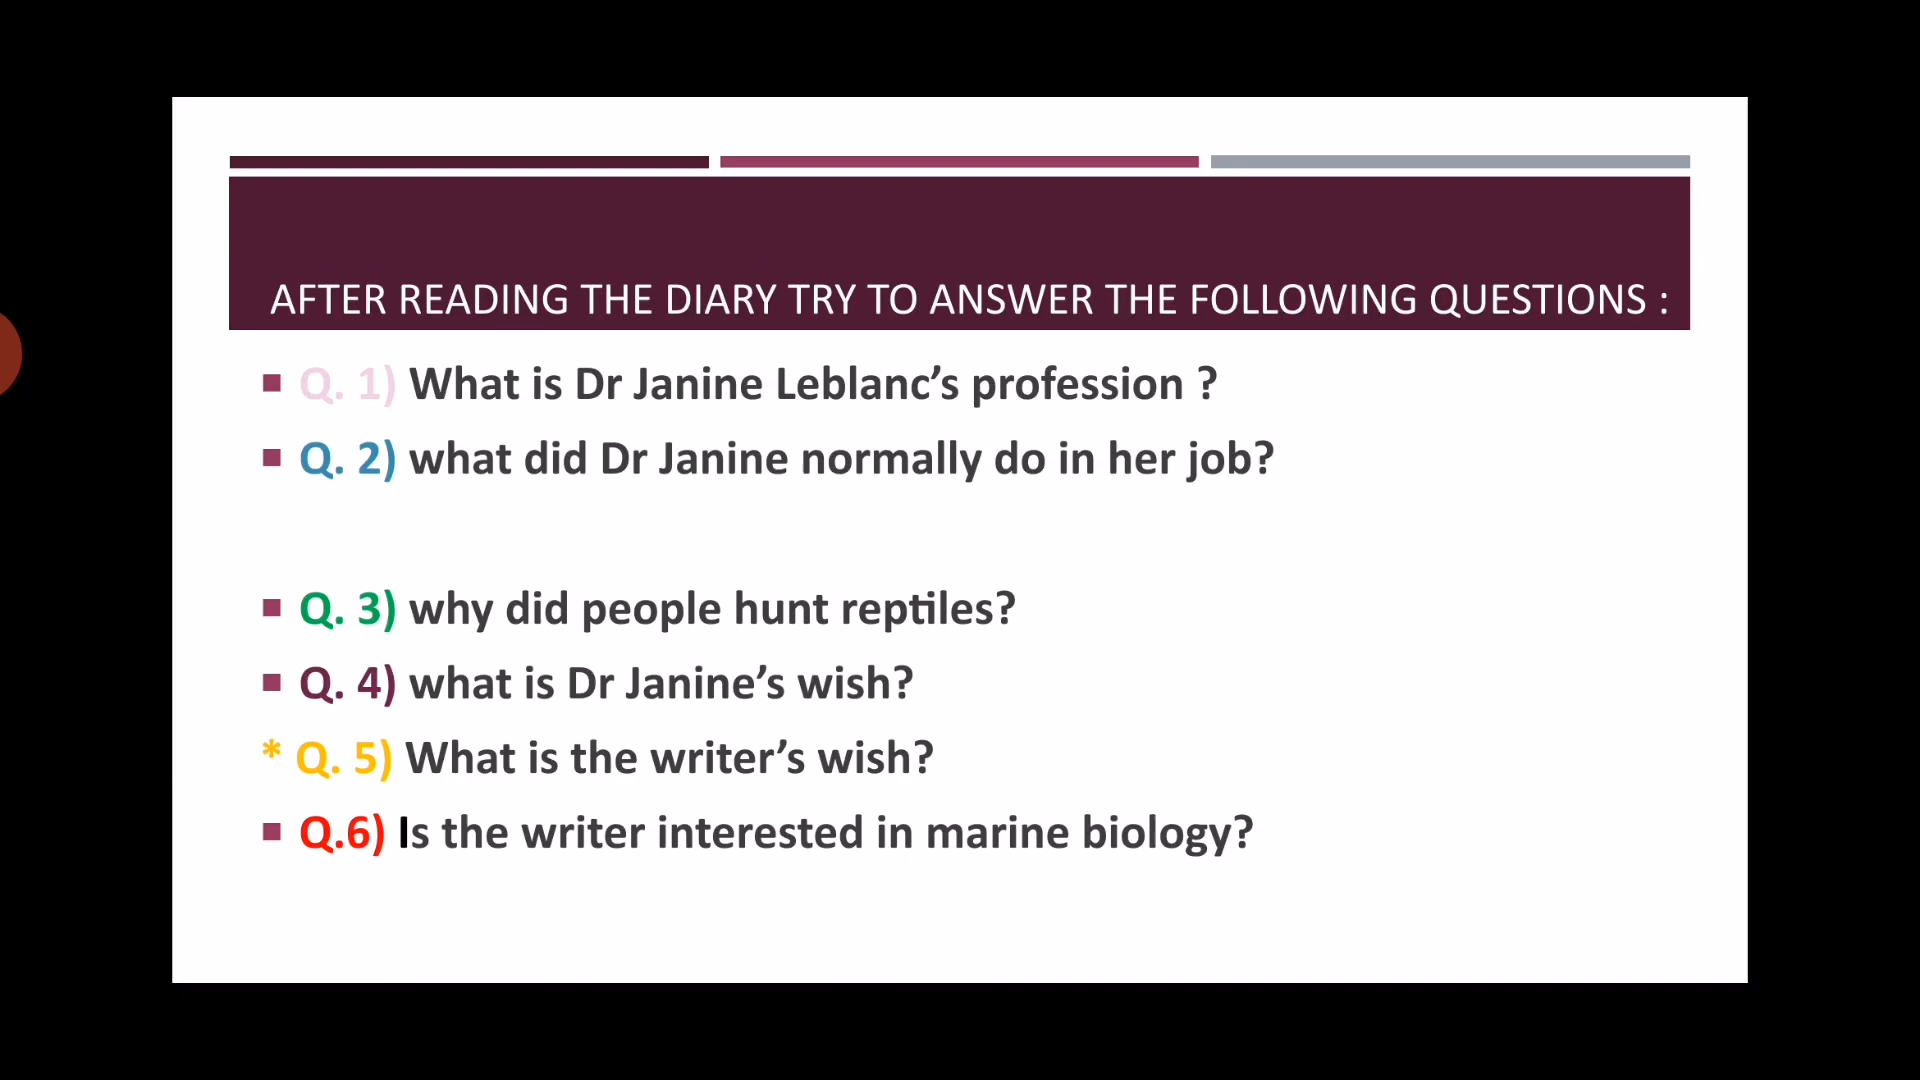 AFTER READING THE DIARY TRY TO ANSWER THE FOLLOWING QUESTIONS :
▪ Q. 1) What is Dr Janine Leblanc’s profession ?
▪ Q. 2) what did Dr Janine normally do in her job?
▪ Q. 3) why did people hunt reptiles?
▪ Q. 4) what is Dr Janine’s wish?
* Q. 5) What is the writer’s wish?
▪ Q.6) Is the writer interested in marine biology?